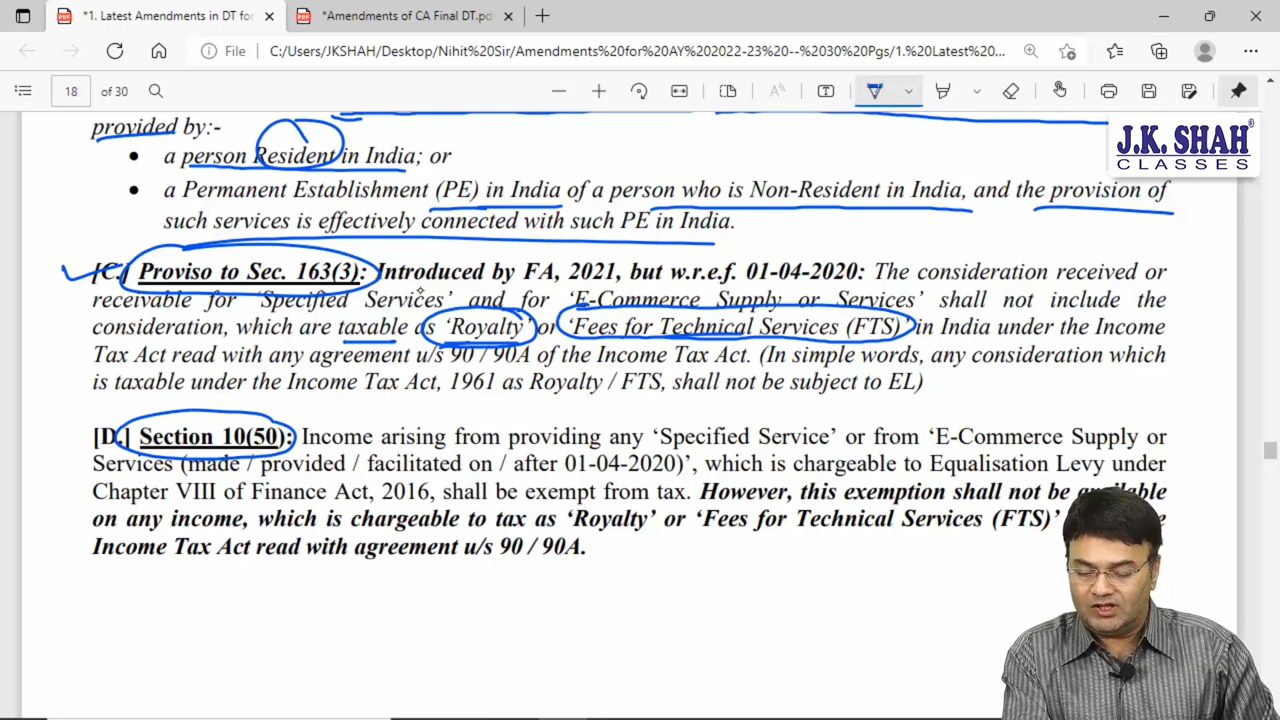 *1. Latest Amendments in DT for
*Amendments of CA Final DT.pd
File
C:/Users/JKSHAH/Desktop/Nihit%20Sir/Amendments%20for%20AY%202022-23%20--%2030%20Pgs/1.%20Latest%20...
18 of 30
J.K. SHAH®
CLASSES
provided by:-
• a person Resident in India; or
• a Permanent Establishment (PE) in India of a person who is Non-Resident in India, and the provision of
such services is effectively connected with such PE in India.
[C.] Proviso to Sec. 163(3): Introduced by FA, 2021, but w.r.e.f. 01-04-2020: The consideration received or
receivable for 'Specified Services' and for 'E-Commerce Supply or Services' shall not include the
consideration, which are taxable as 'Royalty' or 'Fees for Technical Services (FTS)' in India under the Income
Tax Act read with any agreement u/s 90 / 90A of the Income Tax Act. (In simple words, any consideration which
is taxable under the Income Tax Act, 1961 as Royalty / FTS, shall not be subject to EL)
[D.] Section 10(50): Income arising from providing any 'Specified Service' or from 'E-Commerce Supply or
Services (made / provided / facilitated on / after 01-04-2020)', which is chargeable to Equalisation Levy under
Chapter VIII of Finance Act, 2016, shall be exempt from tax. However, this exemption shall not be available
on any income, which is chargeable to tax as 'Royalty' or 'Fees for Technical Services (FTS)'
Income Tax Act read with agreement u/s 90 / 90A.